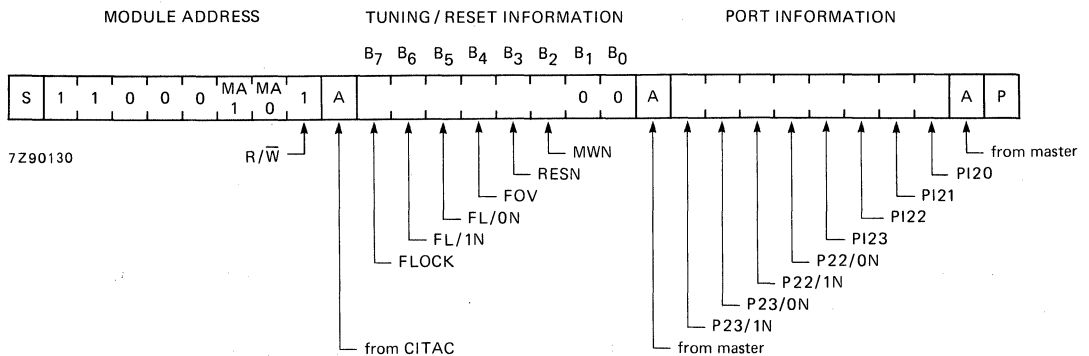 MODULE ADDRESS TUNING / RESET INFORMATION PORT INFORMATION
B7 B6 B5 B4 B3 B2 B1 B0
S 1 1 0 0 0 MA 1 MA 0 1 A 0 0 A A P
7Z90130 R/W̅ MWN from master
RESN PI20
FOV PI21
FL/0N PI22
FL/1N PI23
FLOCK P22/0N
P22/1N
P23/0N
P23/1N
from CITAC from master